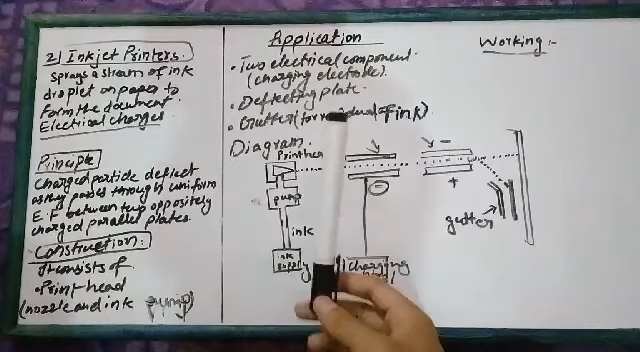 2) Inkjet Printers.
sprays a stream of ink
droplet on paper to
form the document
Electrical charges
Principle
Charged particle deflect
as they passes through uniform
E.F between two oppositely
charged parallel plates.
Construction:
It consists of
Print head
(nozzle and ink pump)
Application
Two electrical component
(charging electrode).
Deflecting plate.
Gutter (for of ink)
Diagram.
pump
ink
ink supply
charging
gutter
Working :-